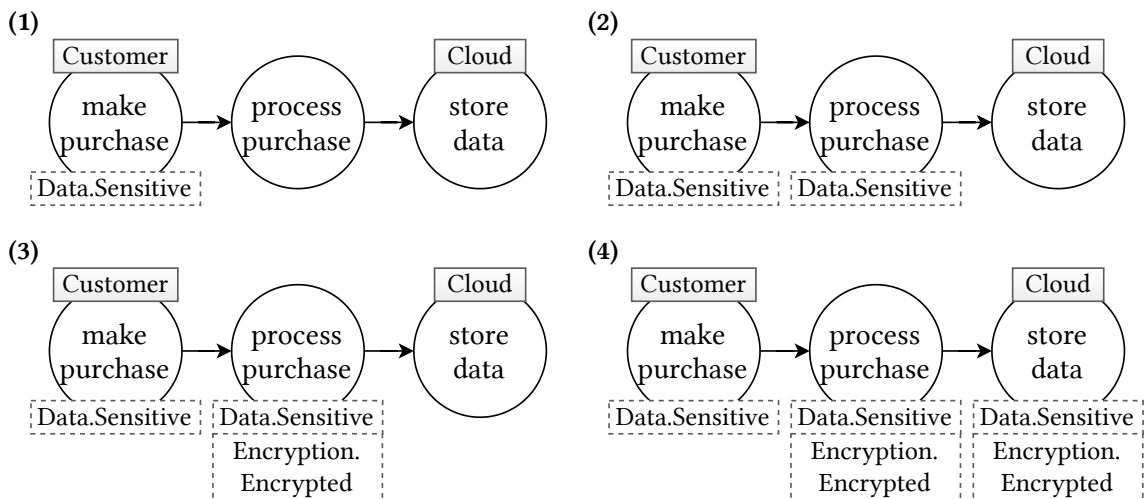 (1)
Customer
make
purchase
Data.Sensitive
process
purchase
Cloud
store
data
(2)
Customer
make
purchase
Data.Sensitive
process
purchase
Data.Sensitive
Cloud
store
data
(3)
Customer
make
purchase
Data.Sensitive
process
purchase
Data.Sensitive
Encryption.
Encrypted
Cloud
store
data
(4)
Customer
make
purchase
Data.Sensitive
process
purchase
Data.Sensitive
Encryption.
Encrypted
Cloud
store
data
Data.Sensitive
Encryption.
Encrypted